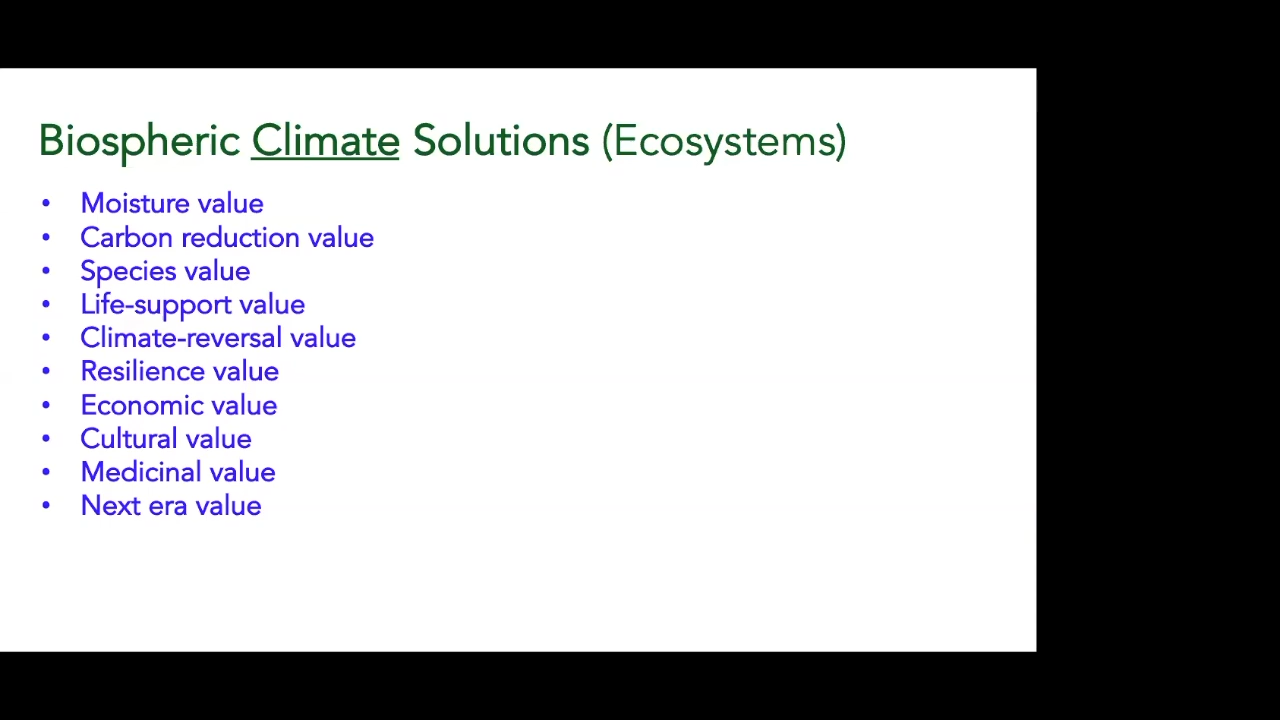 Biospheric Climate Solutions (Ecosystems)
• Moisture value
• Carbon reduction value
• Species value
• Life-support value
• Climate-reversal value
• Resilience value
• Economic value
• Cultural value
• Medicinal value
• Next era value